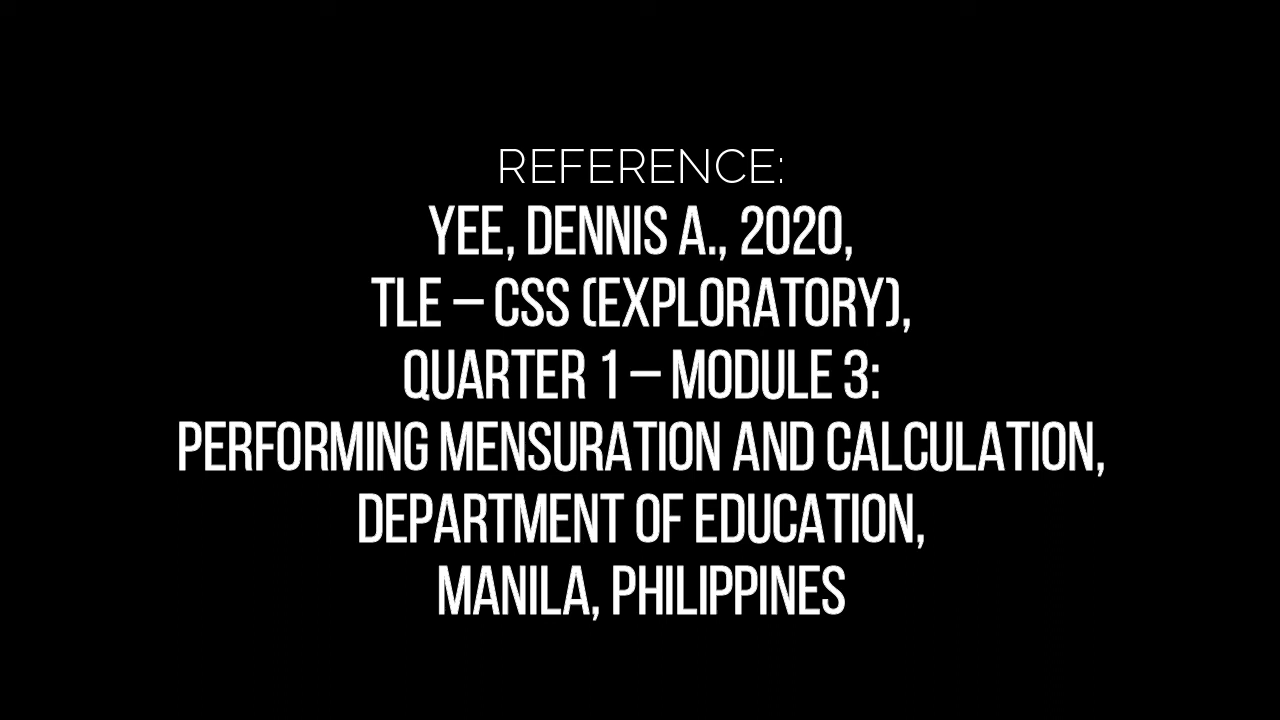 REFERENCE:
YEE, DENNIS A., 2020,
TLE – CSS (EXPLORATORY),
QUARTER 1 – MODULE 3:
PERFORMING MENSURATION AND CALCULATION,
DEPARTMENT OF EDUCATION,
MANILA, PHILIPPINES